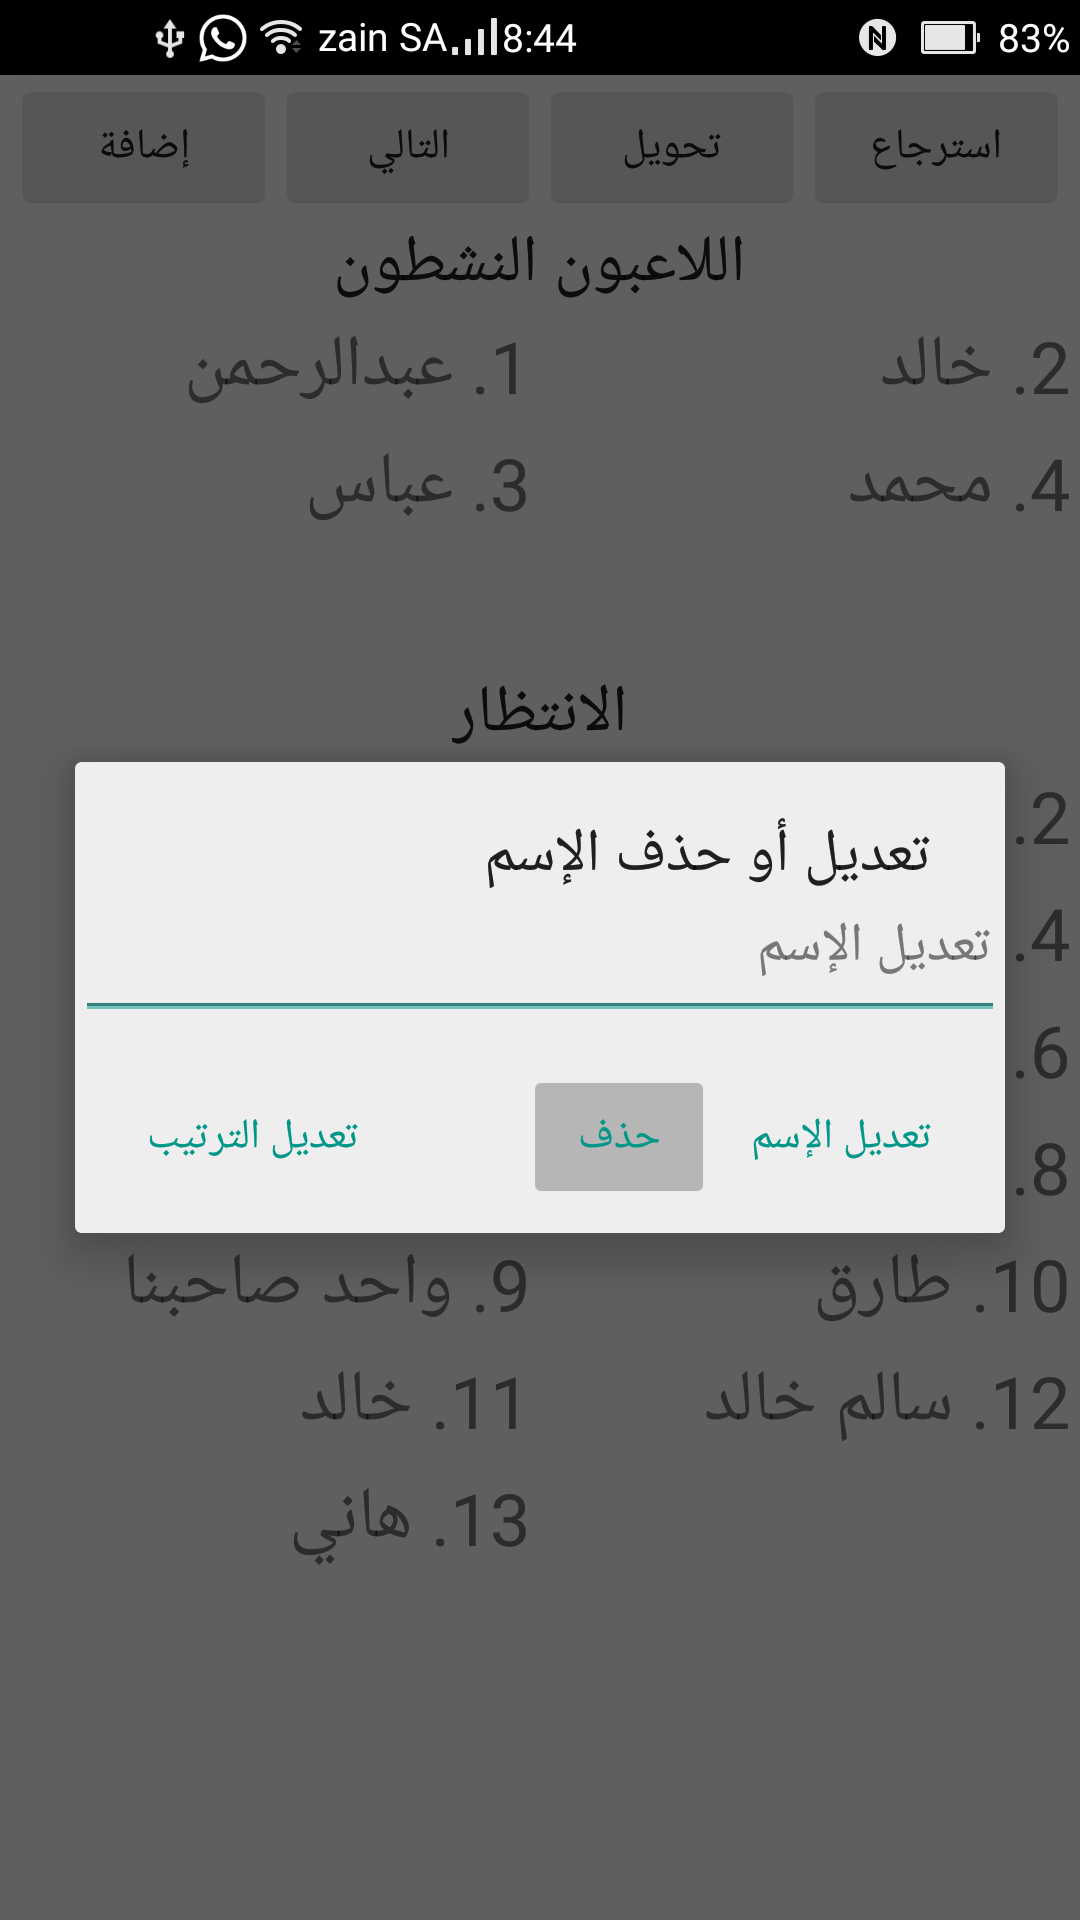 zain SA 8:44 83%
استرجاع تحويل التالي إضافة
اللاعبون النشطون
1. عبدالرحمن
2. خالد
3. عباس
4. محمد
الانتظار
2.
4.
6.
8.
تعديل أو حذف الإسم
تعديل الإسم
تعديل الإسم حذف تعديل الترتيب
9. واحد صاحبنا
10. طارق
11. خالد
12. سالم خالد
13. هاني